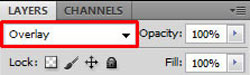 LAYERS CHANNELS
Overlay Opacity: 100%
Lock: Fill: 100%